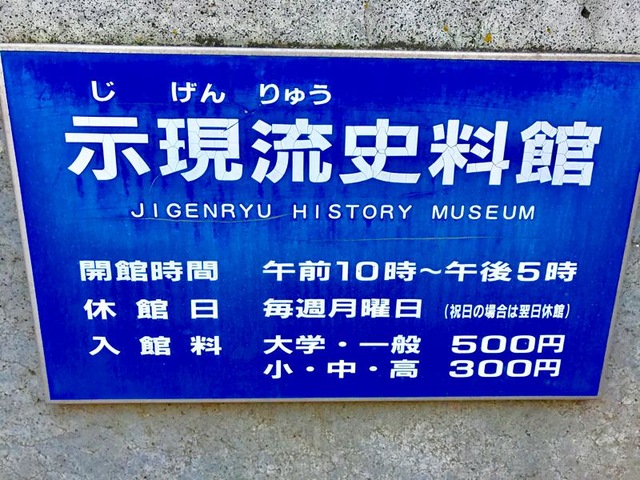 じ げん りゅう
示現流史料館
JIGENRYU HISTORY MUSEUM
開館時間 午前10時~午後5時
休館日 毎週月曜日 (祝日の場合は翌日休館)
入館料 大学・一般 500円
小・中・高 300円